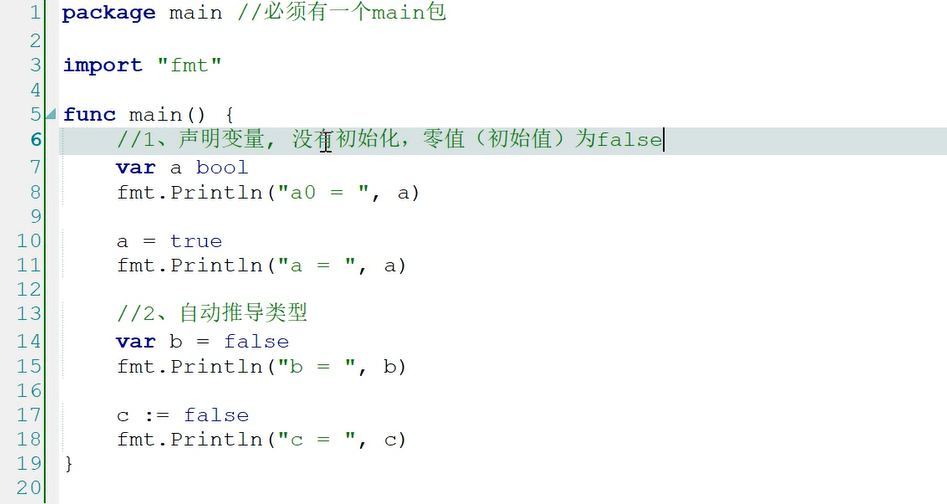 1 package main //必须有一个main包
2
3 import "fmt"
4
5 func main() {
6 //1、声明变量, 没有初始化，零值（初始值）为false
7 var a bool
8 fmt.Println("a0 = ", a)
9
10 a = true
11 fmt.Println("a = ", a)
12
13 //2、自动推导类型
14 var b = false
15 fmt.Println("b = ", b)
16
17 c := false
18 fmt.Println("c = ", c)
19 }
20